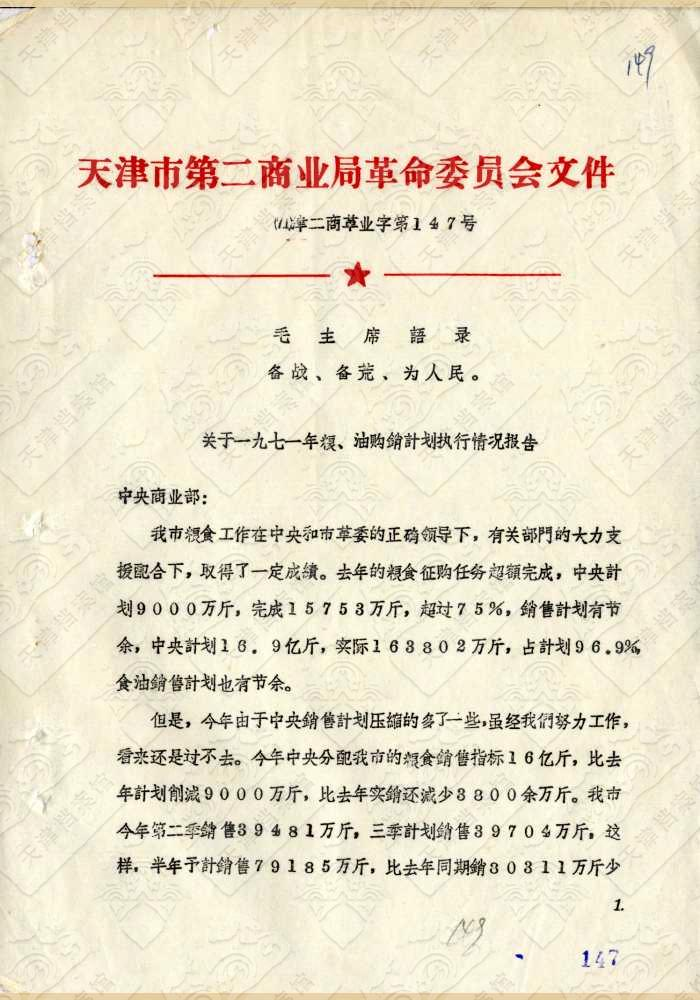 149
天津市第二商业局革命委员会文件
(71)津二商革业字第147号
毛主席語录
备战、备荒、为人民。
关于一九七一年粮、油购銷計划执行情况报告
中央商业部：
我市粮食工作在中央和市革委的正确领导下，有关部門的大力支
援配合下，取得了一定成績。去年的粮食征购任务超額完成，中央計
划9000万斤，完成15753万斤，超过75%，銷售計划有节
余，中央計划16.9亿斤，实际163802万斤，占計划96.9%，
食油銷售計划也有节余。
但是，今年由于中央銷售計划压缩的多了一些，虽经我們努力工作，
看来还是过不去。今年中央分配我市的粮食銷售指标16亿斤，比去
年計划削减9000万斤，比去年实銷还减少3800余万斤。我市
今年第二季銷售39481万斤，三季計划銷售39704万斤，这
样，半年予計銷售79185万斤，比去年同期銷80311万斤少
1.
149
147
天津档案